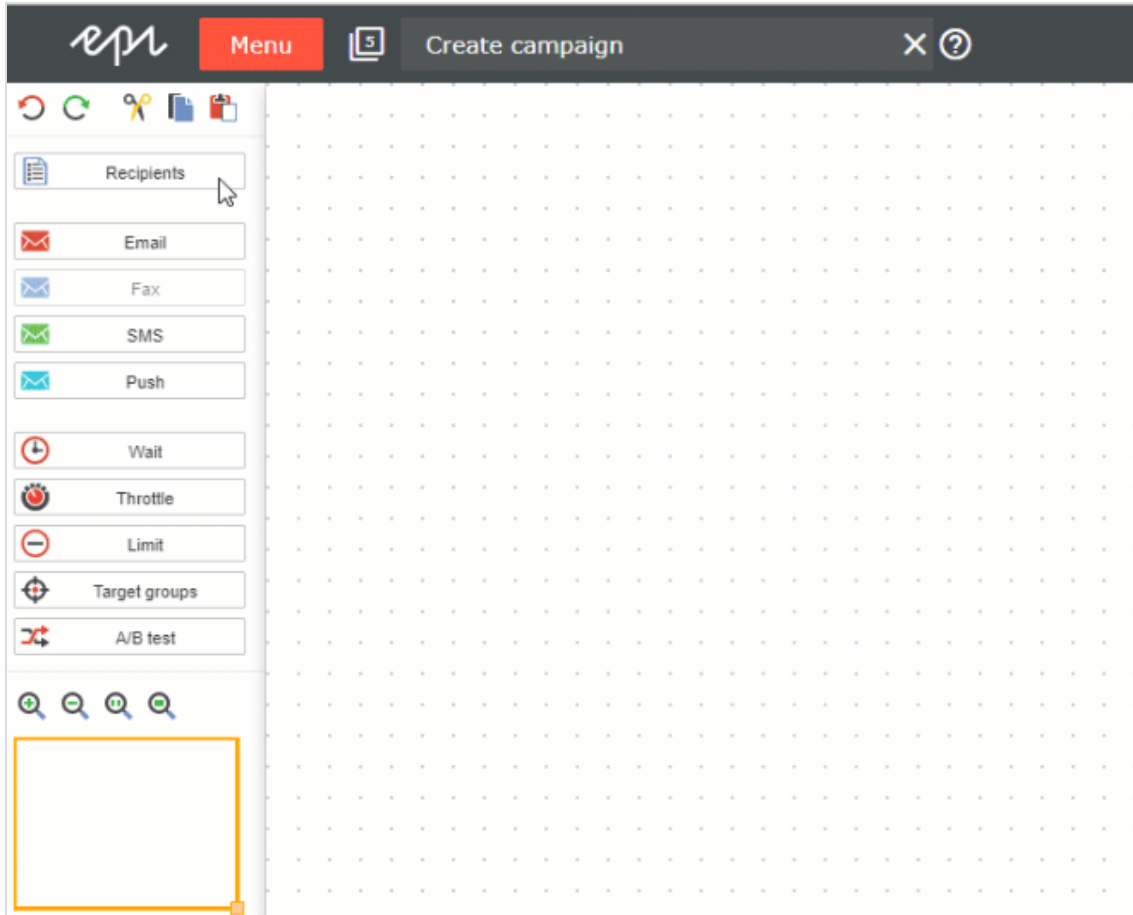 epi Menu 5 Create campaign
Recipients
Email
Fax
SMS
Push
Wait
Throttle
Limit
Target groups
A/B test